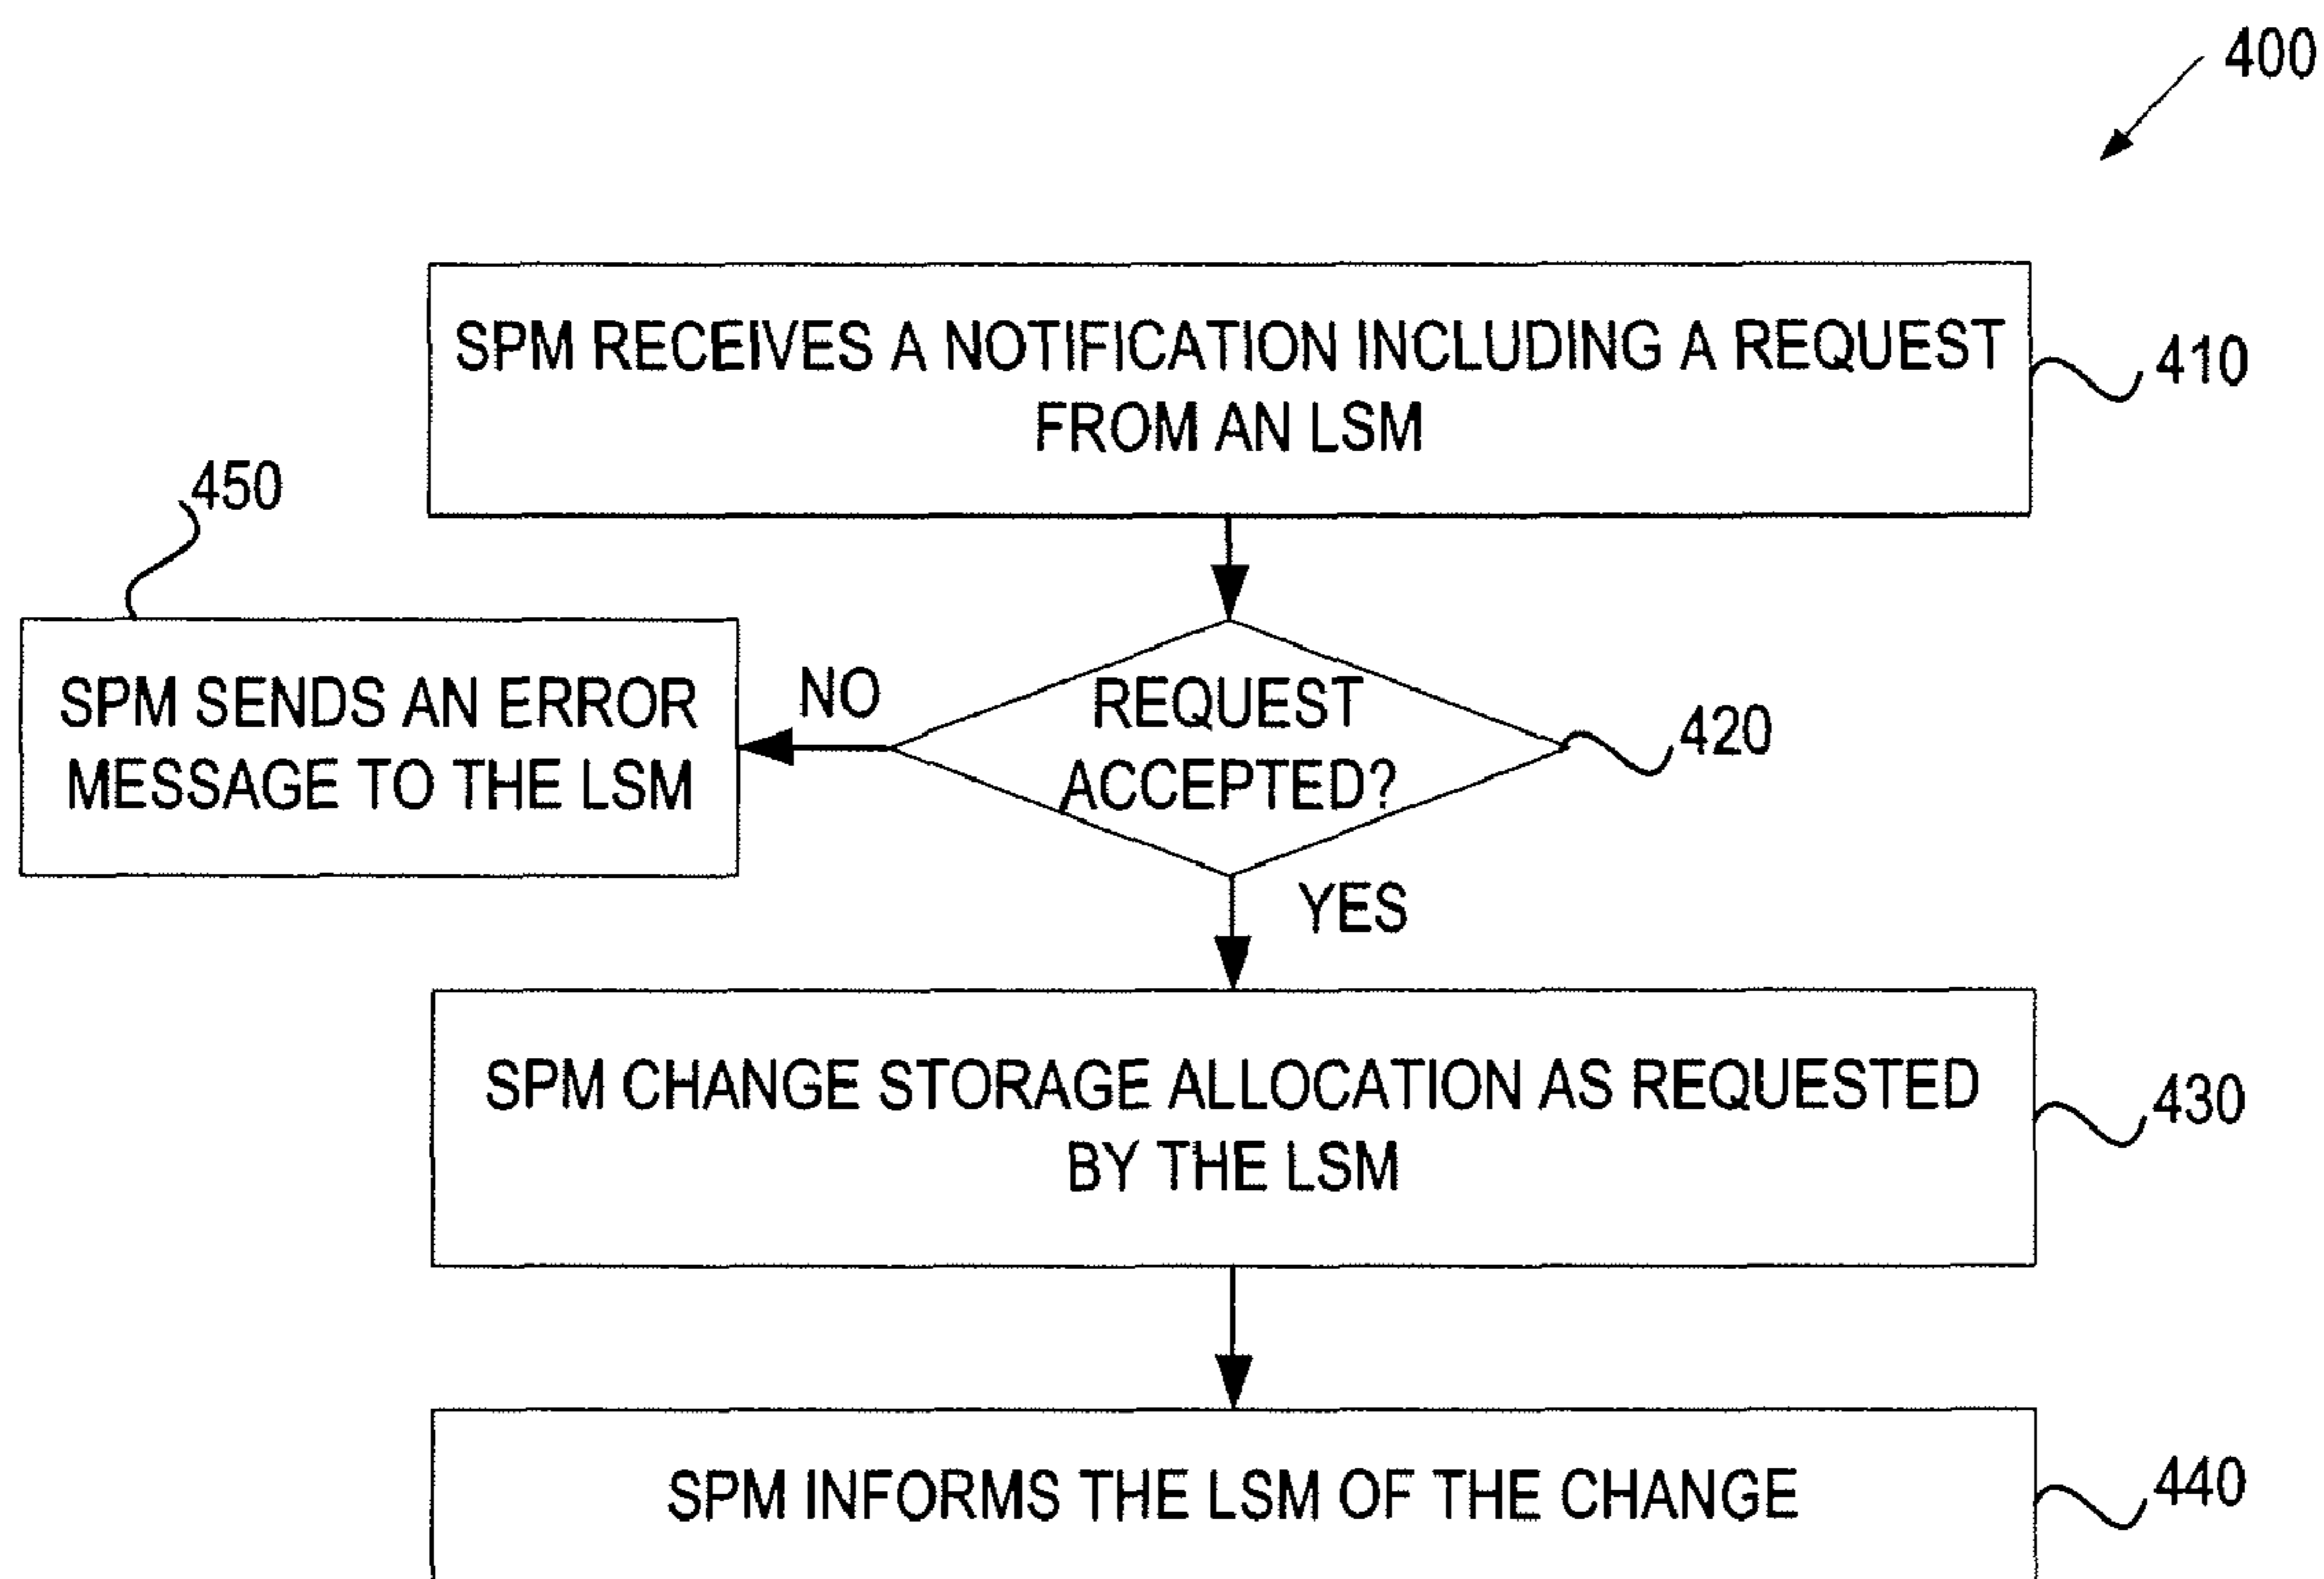 400
SPM RECEIVES A NOTIFICATION INCLUDING A REQUEST
FROM AN LSM
410
450
SPM SENDS AN ERROR
MESSAGE TO THE LSM
NO
REQUEST
ACCEPTED?
420
YES
SPM CHANGE STORAGE ALLOCATION AS REQUESTED
BY THE LSM
430
SPM INFORMS THE LSM OF THE CHANGE
440